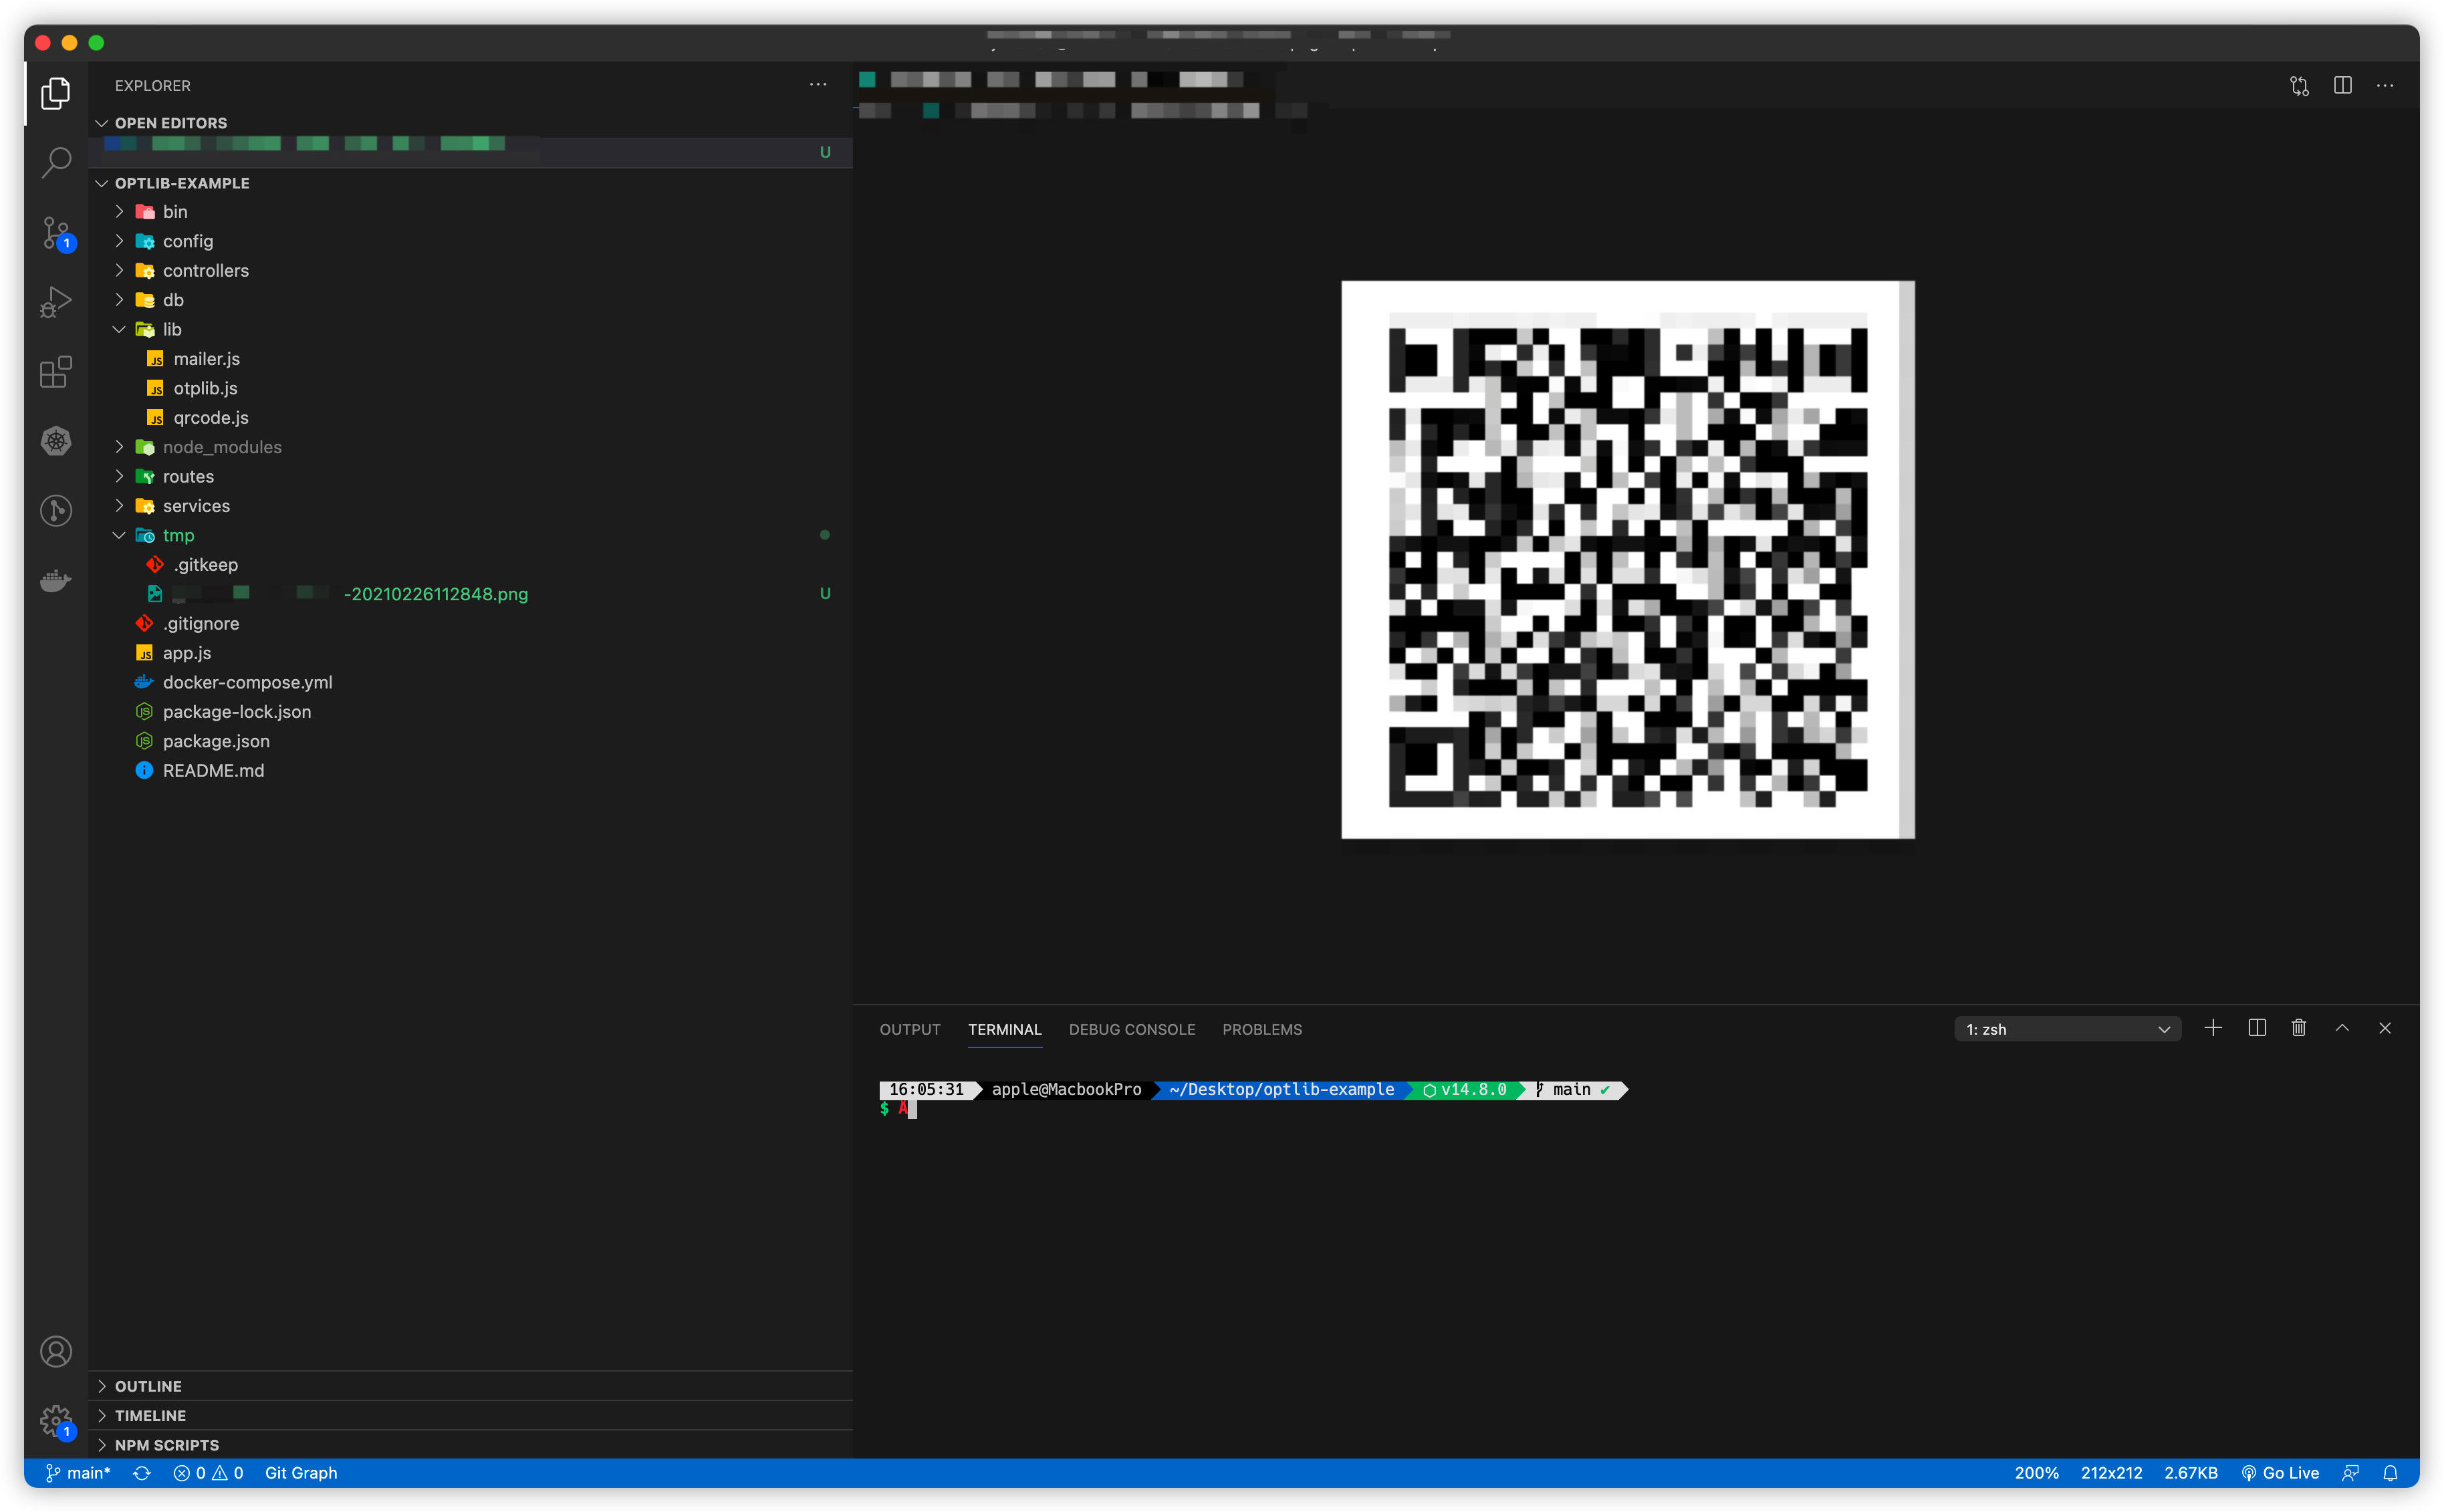 EXPLORER
OPEN EDITORS
U
OPTLIB-EXAMPLE
bin
config
controllers
db
lib
mailer.js
otplib.js
qrcode.js
node_modules
routes
services
tmp
.gitkeep
-20210226112848.png U
.gitignore
app.js
docker-compose.yml
package-lock.json
package.json
README.md
OUTLINE
TIMELINE
NPM SCRIPTS
1
1
OUTPUT TERMINAL DEBUG CONSOLE PROBLEMS 1: zsh
16:05:31 apple@MacbookPro ~/Desktop/optlib-example v14.8.0 main ✔
$ A
main* 0 0 Git Graph 200% 212x212 2.67KB Go Live